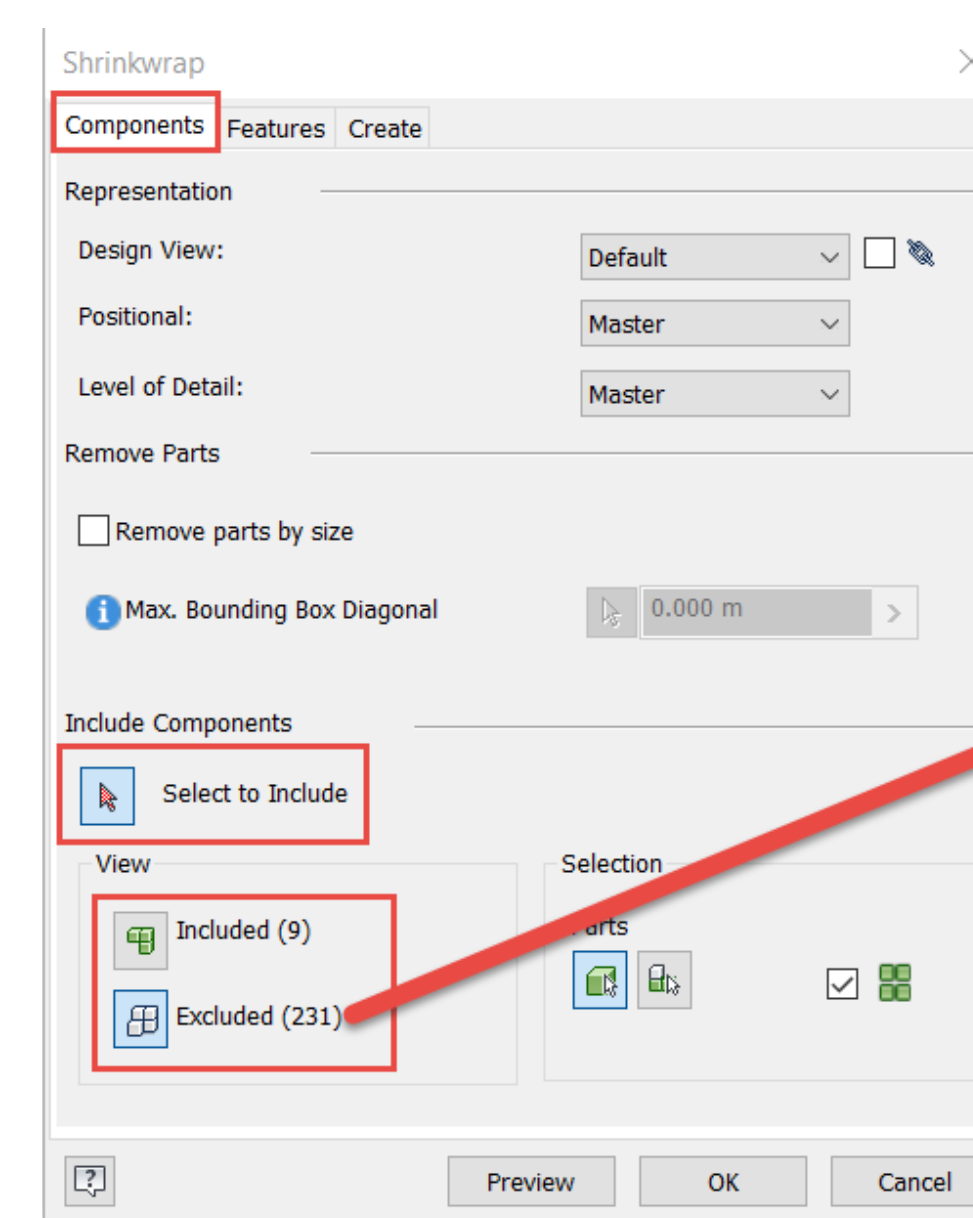 Shrinkwrap
Components Features Create
Representation
Design View: Default
Positional: Master
Level of Detail: Master
Remove Parts
Remove parts by size
Max. Bounding Box Diagonal 0.000 m
Include Components
Select to Include
View Selection
Included (9) arts
Excluded (231)
Preview OK Cancel